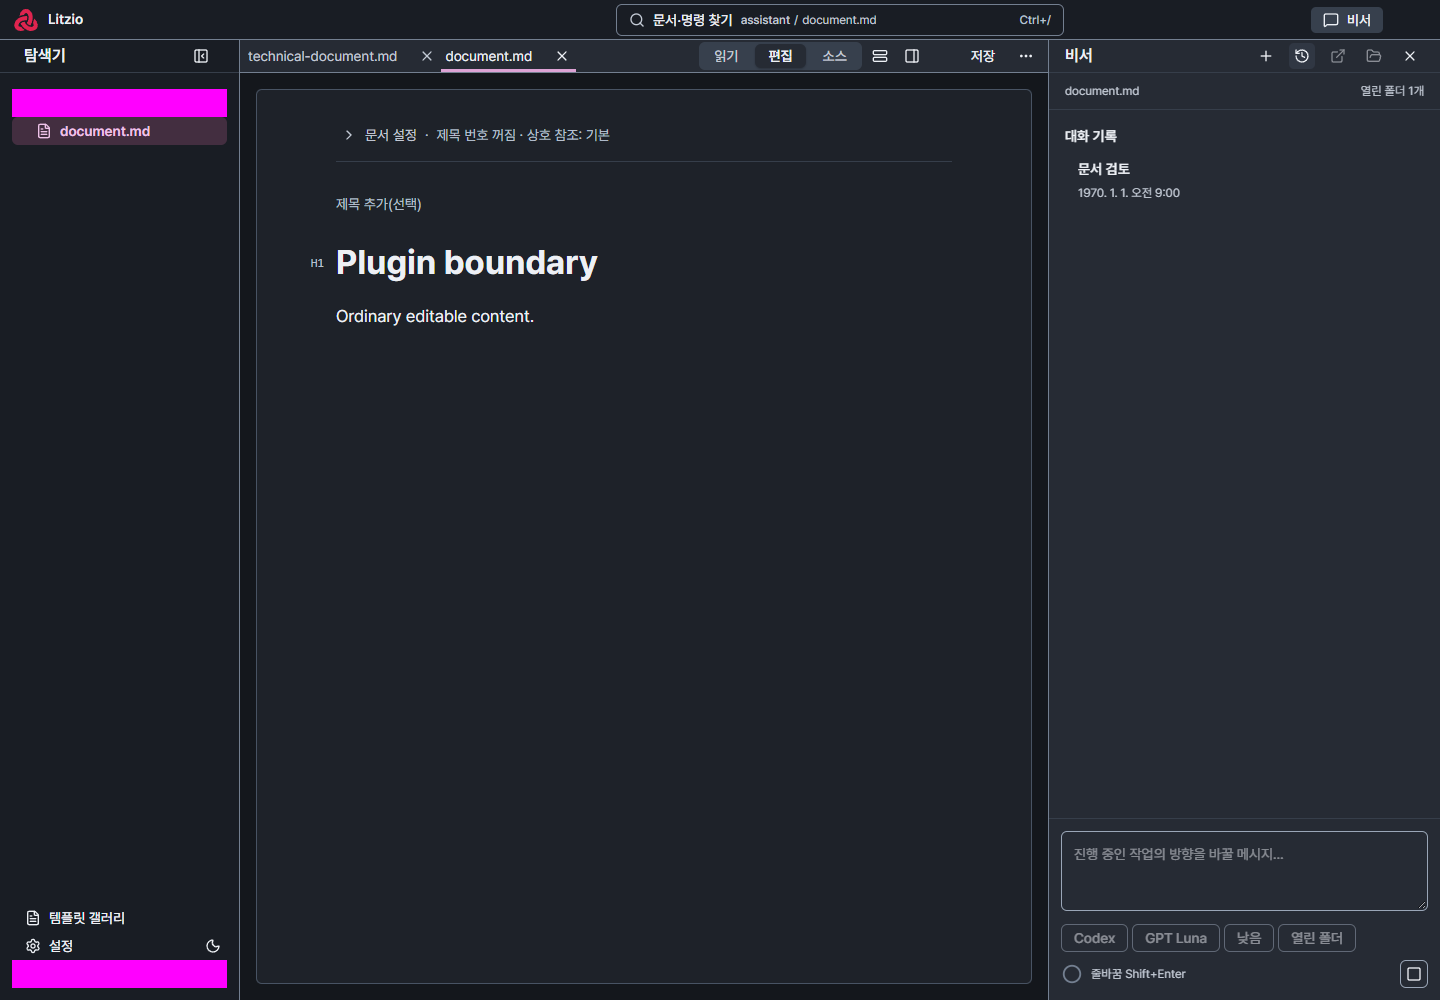 Litzio
문서·명령 찾기 assistant / document.md Ctrl+/
비서
탐색기
document.md
템플릿 갤러리
설정
technical-document.md
document.md
읽기 편집 소스
저장
문서 설정 · 제목 번호 꺼짐 · 상호 참조: 기본
제목 추가(선택)
H1 Plugin boundary
Ordinary editable content.
비서
document.md 열린 폴더 1개
대화 기록
문서 검토
1970. 1. 1. 오전 9:00
진행 중인 작업의 방향을 바꿀 메시지...
Codex GPT Luna 낮음 열린 폴더
줄바꿈 Shift+Enter